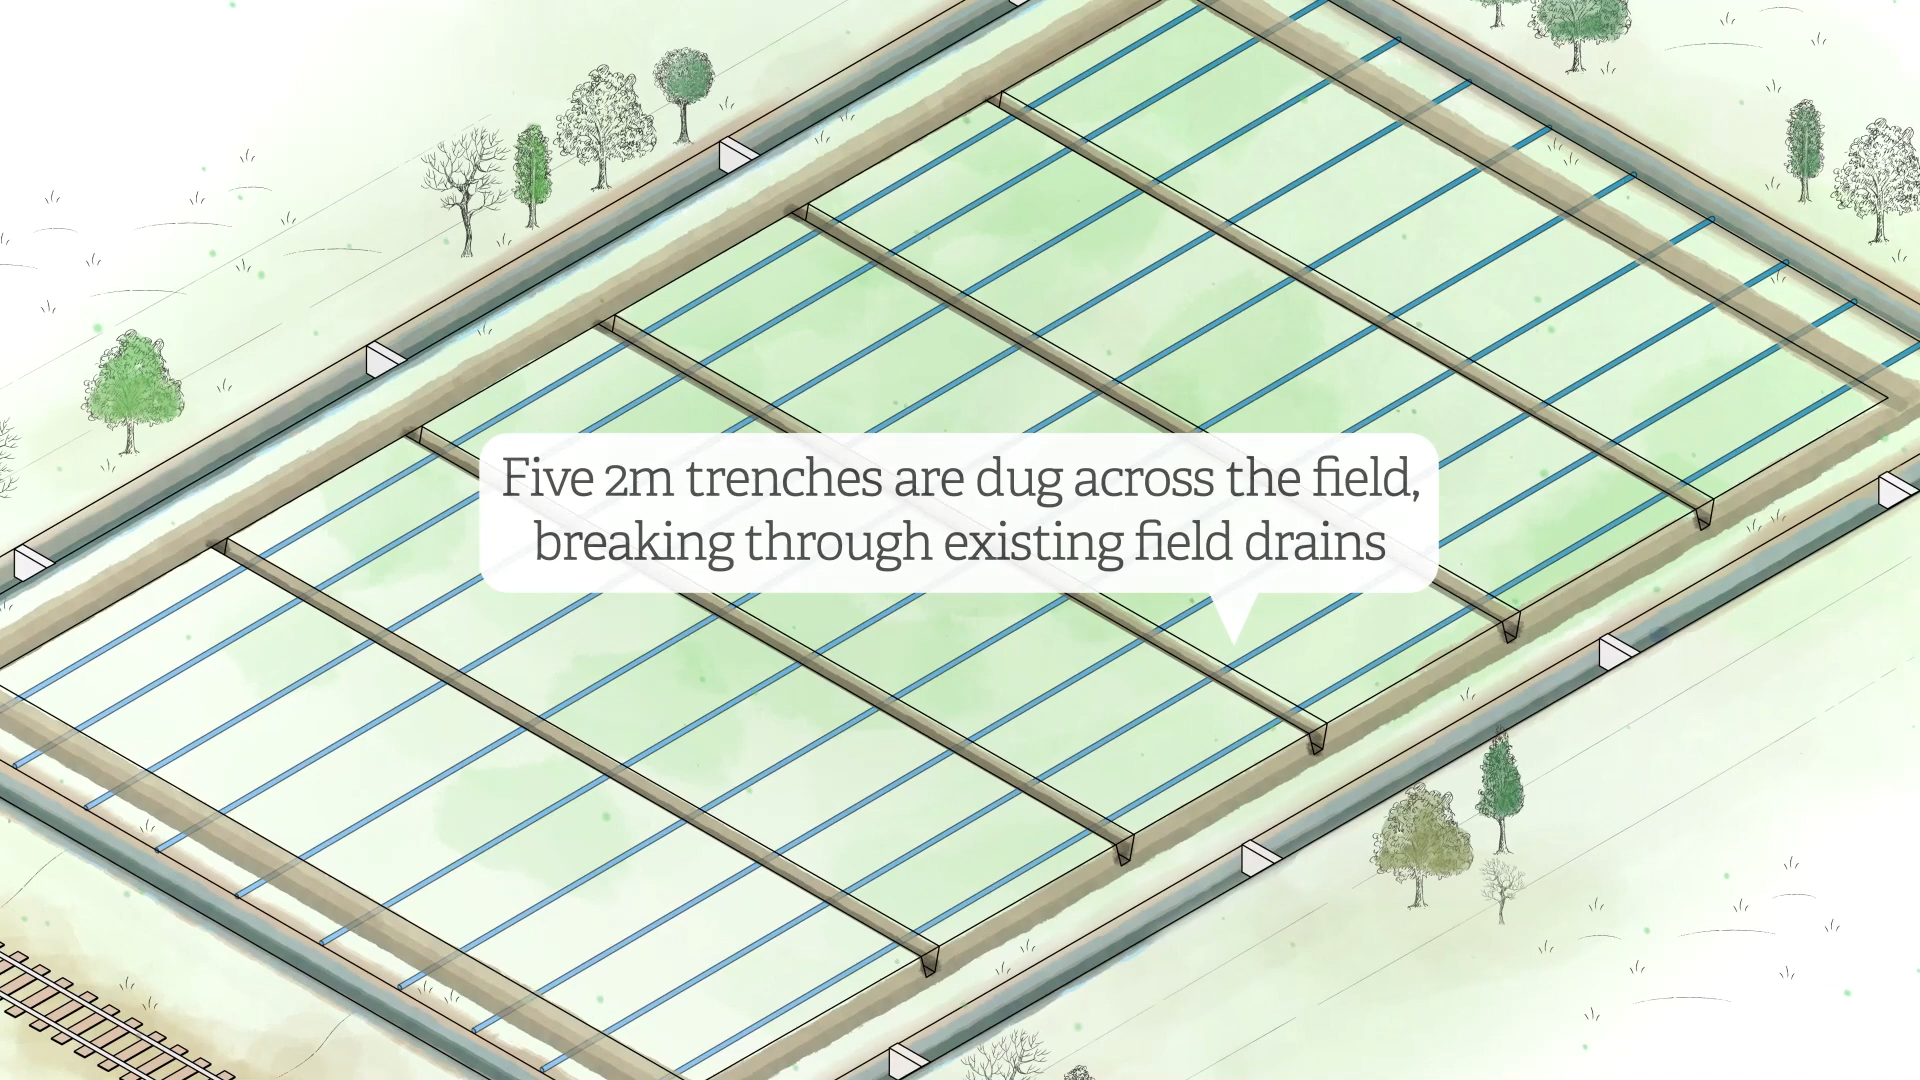 Five 2m trenches are dug across the field,
breaking through existing field drains